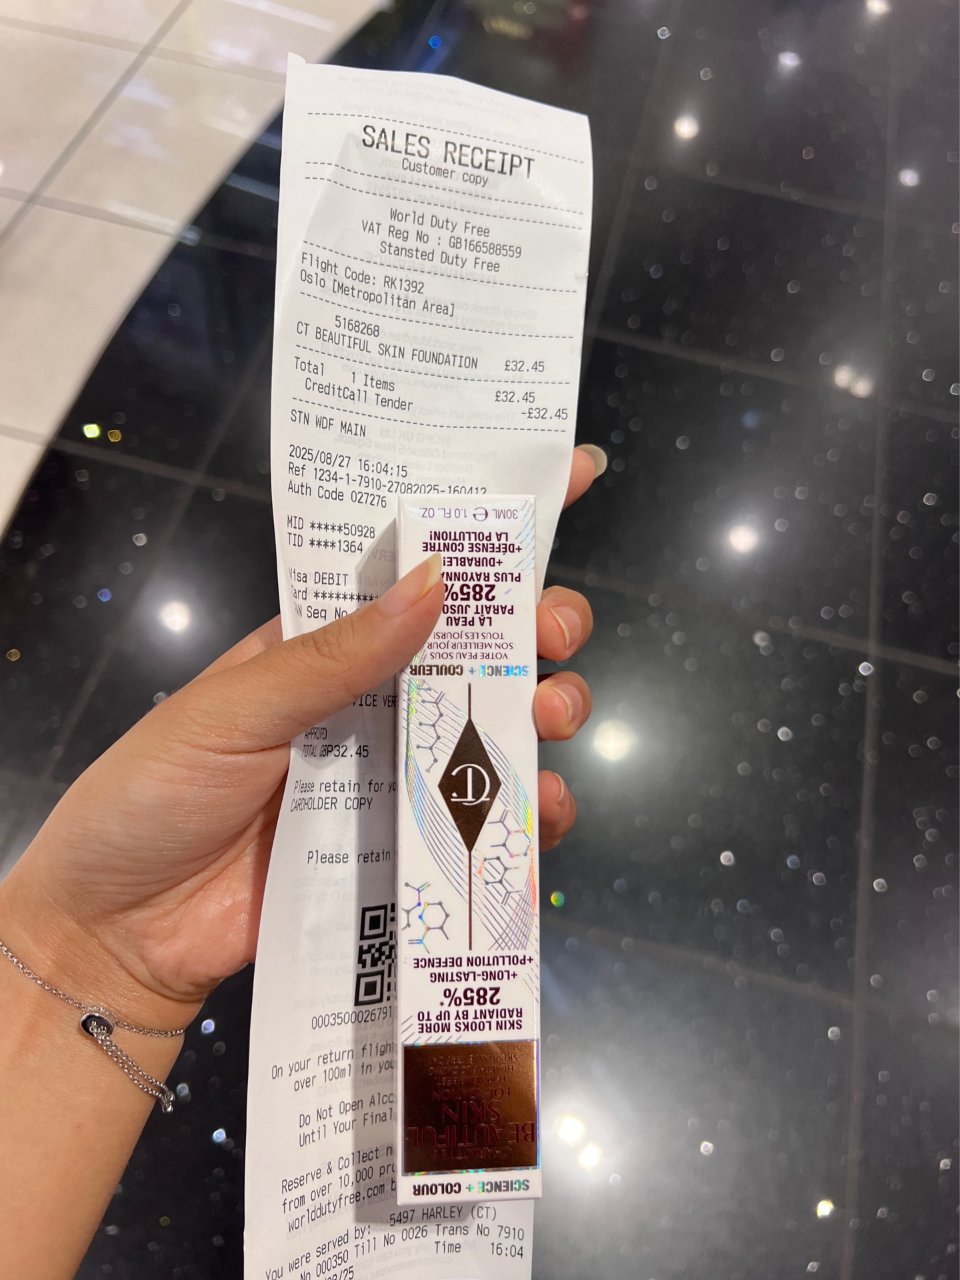 SALES RECEIPT
Customer copy
World Duty Free
VAT Reg No : GB166588559
Stansted Duty Free
Flight Code: RK1392
Oslo [Metropolitan Area]
5168268
CT BEAUTIFUL SKIN FOUNDATION £32.45
Total 1 Items £32.45
CreditCall Tender -£32.45
STN WDF MAIN
2025/08/27 16:04:15
Ref 1234-1-7910-27082025-160412
Auth Code 027276
MID *****50928
TID ****1364
Visa DEBIT
Seq No
TOTAL GBP32.45
Please retain for
CARDHOLDER COPY
Please retain
0003500026791
On your return flight
over 100ml in
Do Not Open
Until Your Final
Reserve & Collect
from over 10,000
worlddutyfree.com
You were served by: 5497 HARLEY (CT)
No 000350 Till No 0026 Trans No 7910
Time 16:04
SCIENCE + COLOUR
BEAUTIFUL
SKIN
SKIN LOOKS MORE
RADIANT BY UP TO
285%*
+LONG-LASTING
+POLLUTION DEFENCE
CT
SCIENCE + COULEUR
VOTRE PEAU SOUS
SON MEILLEUR JOUR,
TOUS LES JOURS!
LA PEAU
PARAÎT
285%
PLUS
+DURABLE!
+DÉFENSE CONTRE
LA POLLUTION!
30ML ℮ 1.0 FL. OZ.